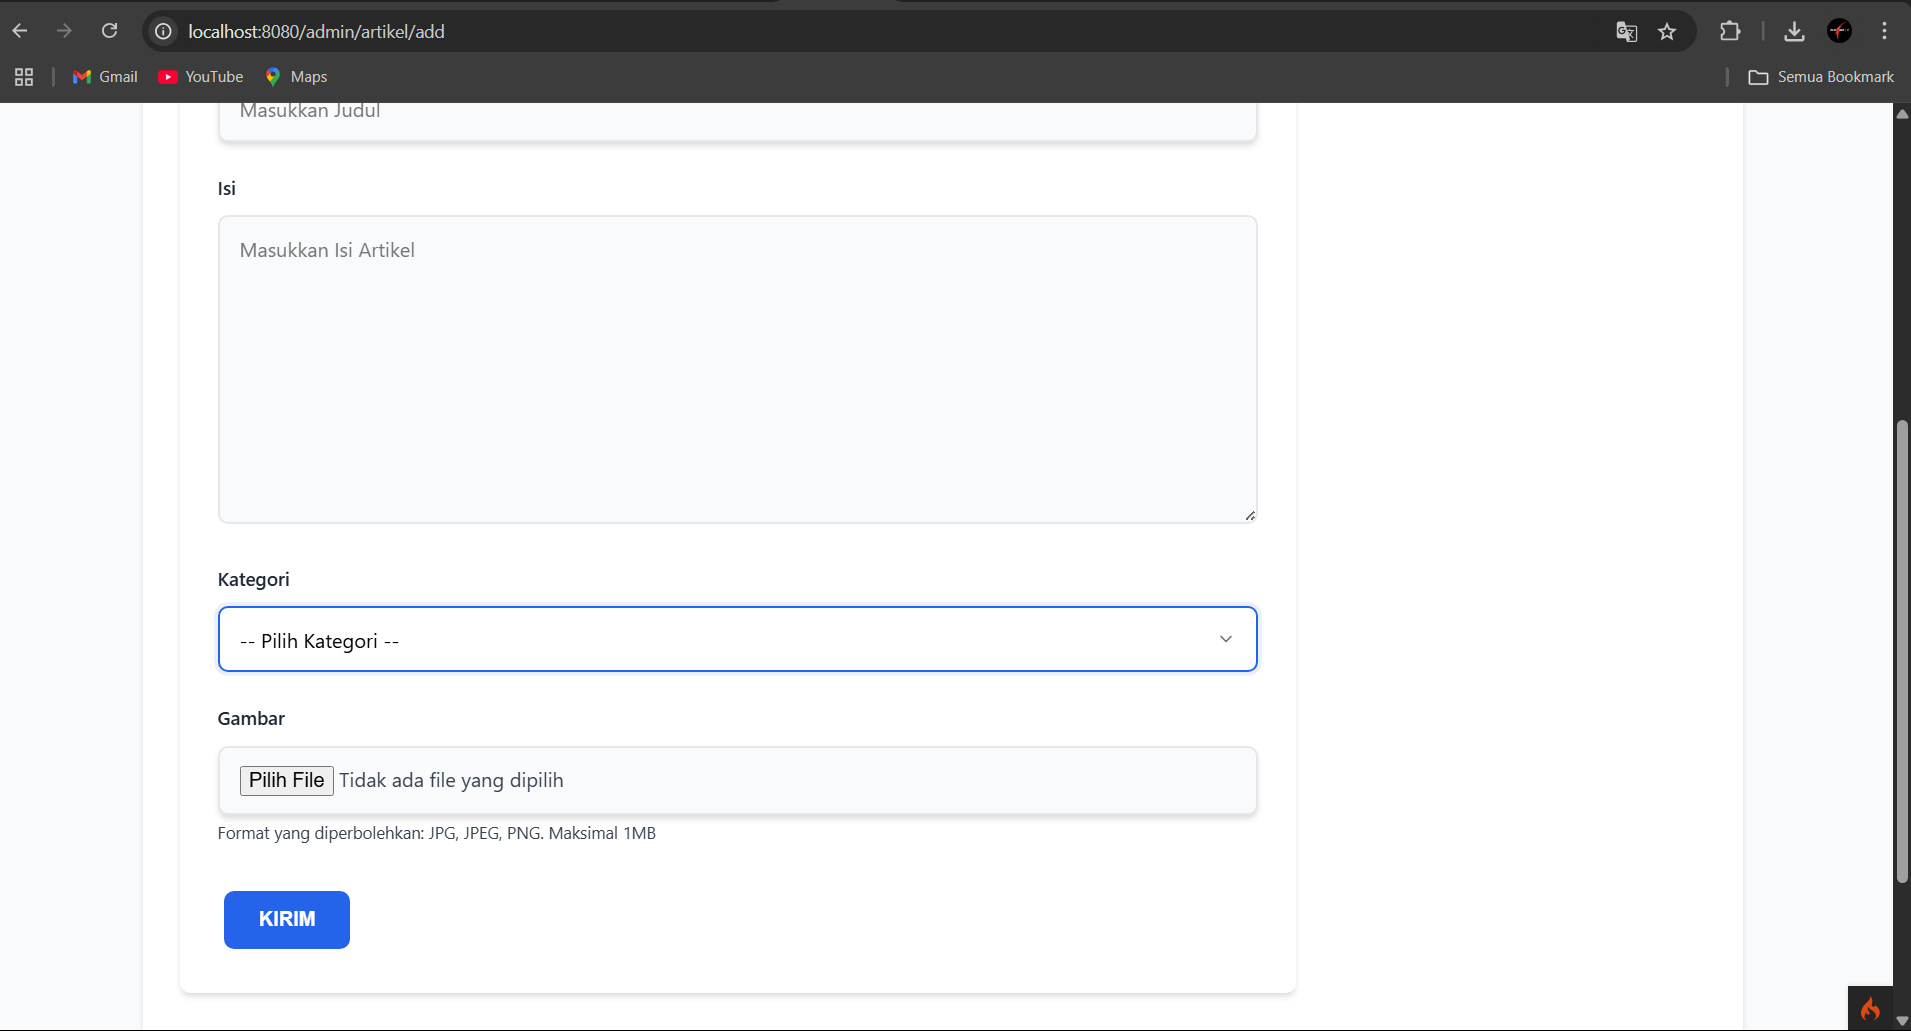 localhost:8080/admin/artikel/add
Gmail YouTube Maps Semua Bookmark
Masukkan Judul
Isi
Masukkan Isi Artikel
Kategori
-- Pilih Kategori --
Gambar
Pilih File Tidak ada file yang dipilih
Format yang diperbolehkan: JPG, JPEG, PNG. Maksimal 1MB
KIRIM